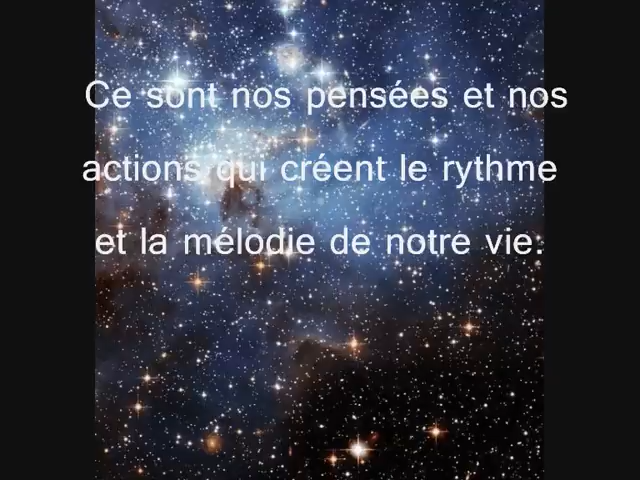 Ce sont nos pensées et nos
actions qui créent le rythme
et la mélodie de notre vie.